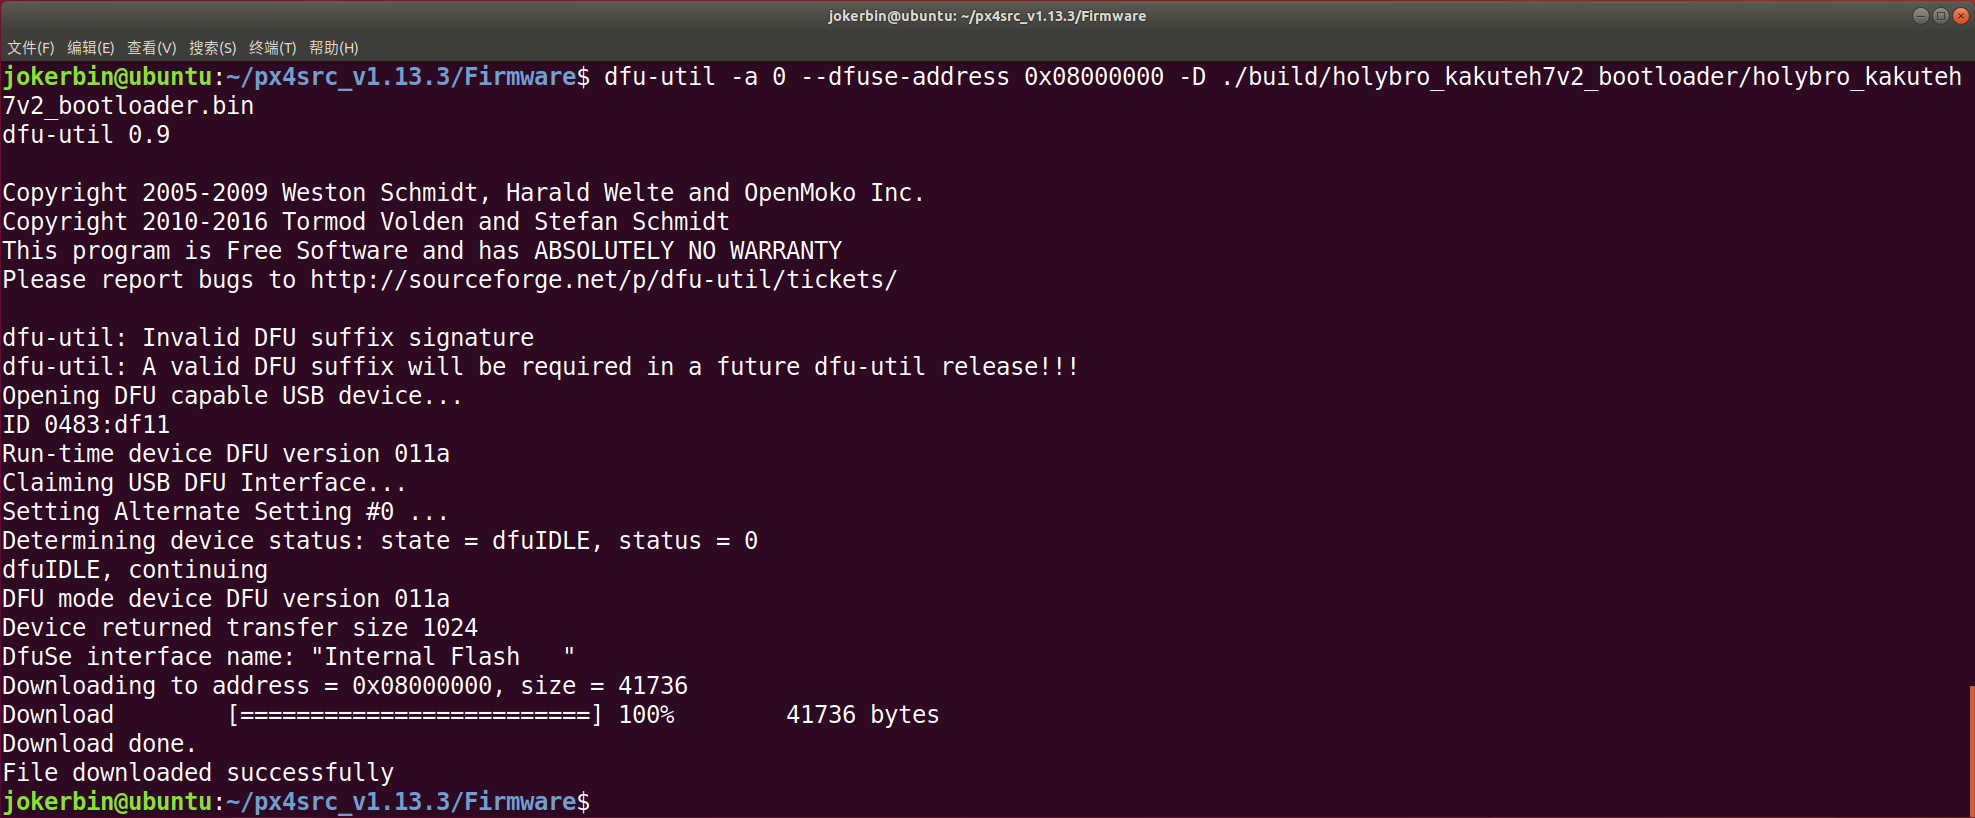 jokerbin@ubuntu: ~/px4src_v1.13.3/Firmware
文件(F) 编辑(E) 查看(V) 搜索(S) 终端(T) 帮助(H)
jokerbin@ubuntu:~/px4src_v1.13.3/Firmware$ dfu-util -a 0 --dfuse-address 0x08000000 -D ./build/holybro_kakuteh7v2_bootloader/holybro_kakuteh
7v2_bootloader.bin
dfu-util 0.9
Copyright 2005-2009 Weston Schmidt, Harald Welte and OpenMoko Inc.
Copyright 2010-2016 Tormod Volden and Stefan Schmidt
This program is Free Software and has ABSOLUTELY NO WARRANTY
Please report bugs to http://sourceforge.net/p/dfu-util/tickets/
dfu-util: Invalid DFU suffix signature
dfu-util: A valid DFU suffix will be required in a future dfu-util release!!!
Opening DFU capable USB device...
ID 0483:df11
Run-time device DFU version 011a
Claiming USB DFU Interface...
Setting Alternate Setting #0 ...
Determining device status: state = dfuIDLE, status = 0
dfuIDLE, continuing
DFU mode device DFU version 011a
Device returned transfer size 1024
DfuSe interface name: "Internal Flash   "
Downloading to address = 0x08000000, size = 41736
Download        [=========================] 100%        41736 bytes
Download done.
File downloaded successfully
jokerbin@ubuntu:~/px4src_v1.13.3/Firmware$